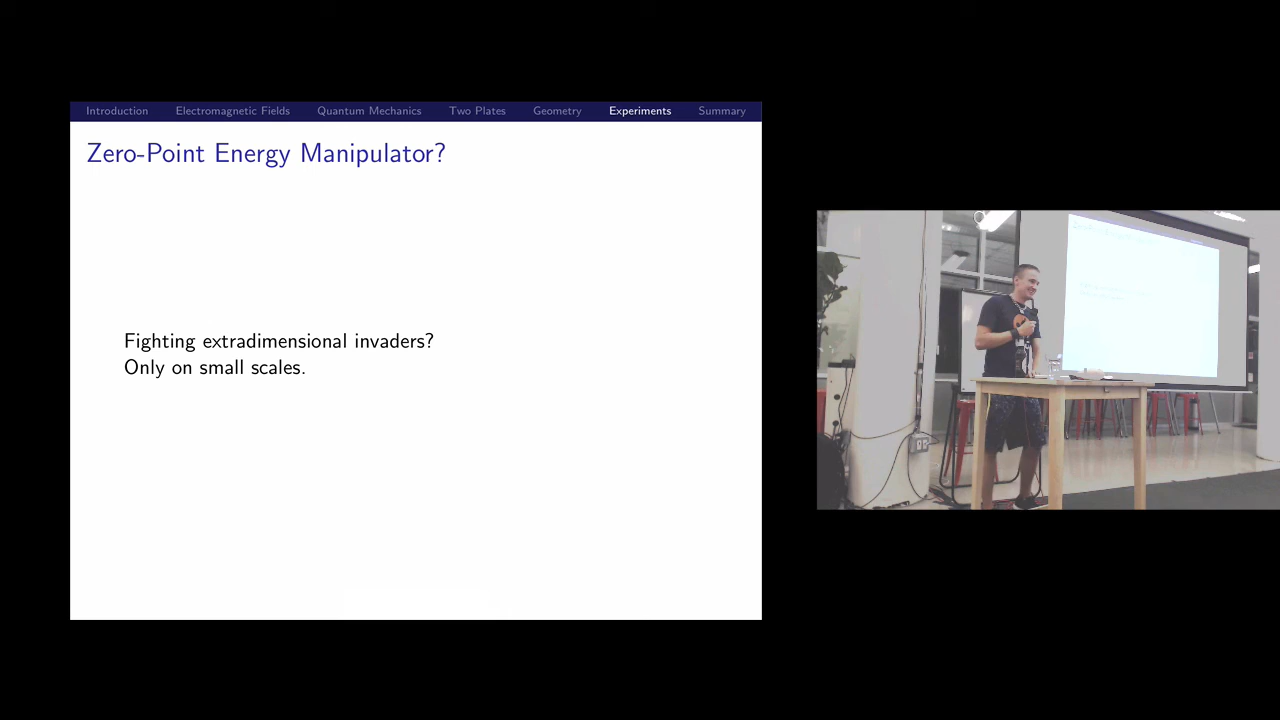 Introduction Electromagnetic Fields Quantum Mechanics Two Plates Geometry Experiments Summary
Zero-Point Energy Manipulator?
Fighting extradimensional invaders?
Only on small scales.